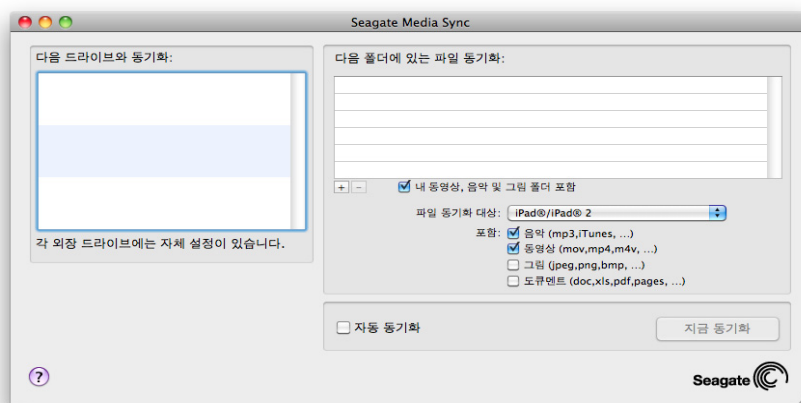 Seagate Media Sync
다음 드라이브와 동기화:
각 외장 드라이브에는 자체 설정이 있습니다.
다음 폴더에 있는 파일 동기화:
+ −
내 동영상, 음악 및 그림 폴더 포함
파일 동기화 대상: iPad®/iPad® 2
포함: 음악 (mp3,iTunes, ...)
동영상 (mov,mp4,m4v, ...)
그림 (jpeg,png,bmp, ...)
도큐멘트 (doc,xls,pdf,pages, ...)
자동 동기화
지금 동기화
?
Seagate